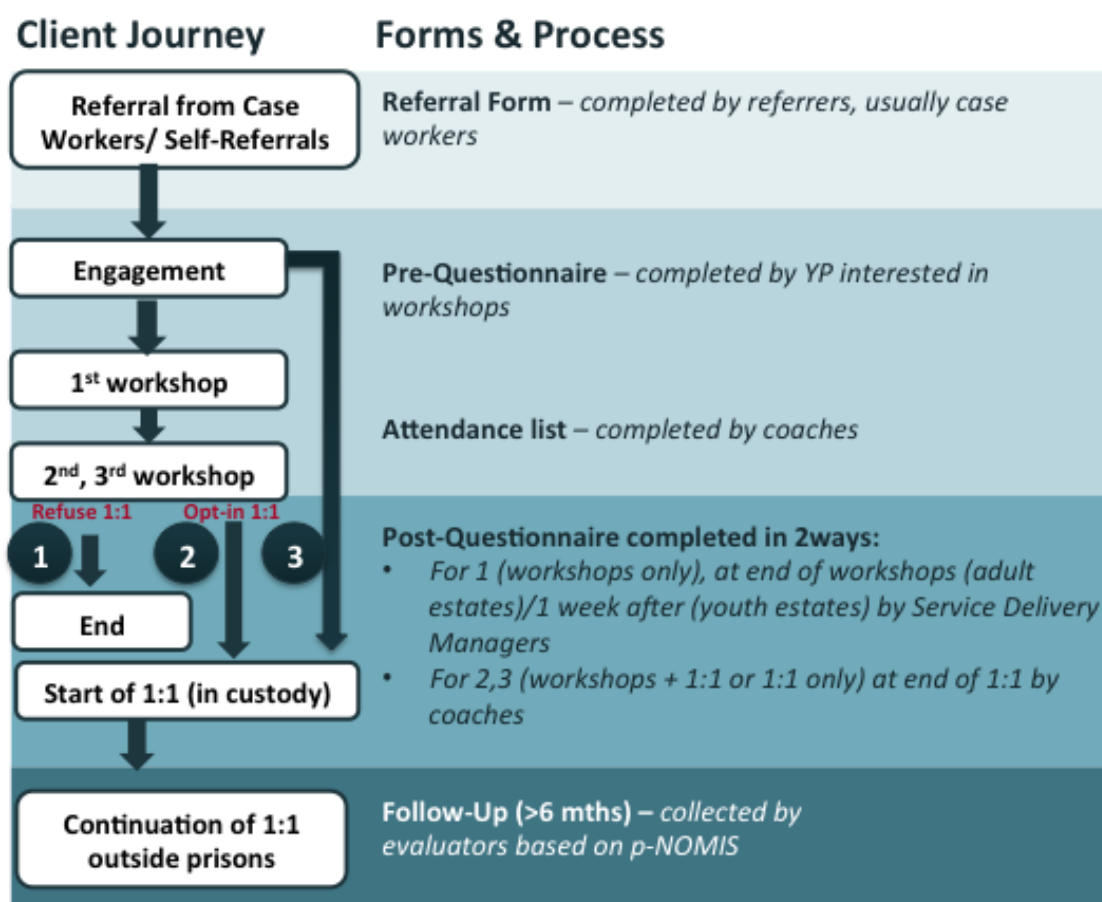 Client Journey
Forms & Process
Referral from Case
Workers/ Self-Referrals
Referral Form – completed by referrers, usually case
workers
Engagement
Pre-Questionnaire – completed by YP interested in
workshops
1st workshop
Attendance list – completed by coaches
2nd, 3rd workshop
Refuse 1:1
Opt-in 1:1
1
2
3
End
Start of 1:1 (in custody)
Post-Questionnaire completed in 2ways:
• For 1 (workshops only), at end of workshops (adult
estates)/1 week after (youth estates) by Service Delivery
Managers
• For 2,3 (workshops + 1:1 or 1:1 only) at end of 1:1 by
coaches
Continuation of 1:1
outside prisons
Follow-Up (>6 mths) – collected by
evaluators based on p-NOMIS